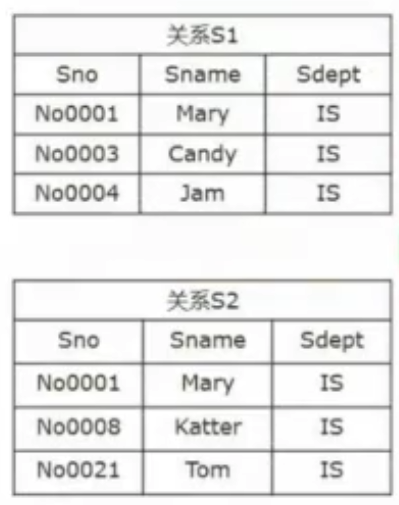 关系S1
Sno Sname Sdept
No0001 Mary IS
No0003 Candy IS
No0004 Jam IS
关系S2
Sno Sname Sdept
No0001 Mary IS
No0008 Katter IS
No0021 Tom IS